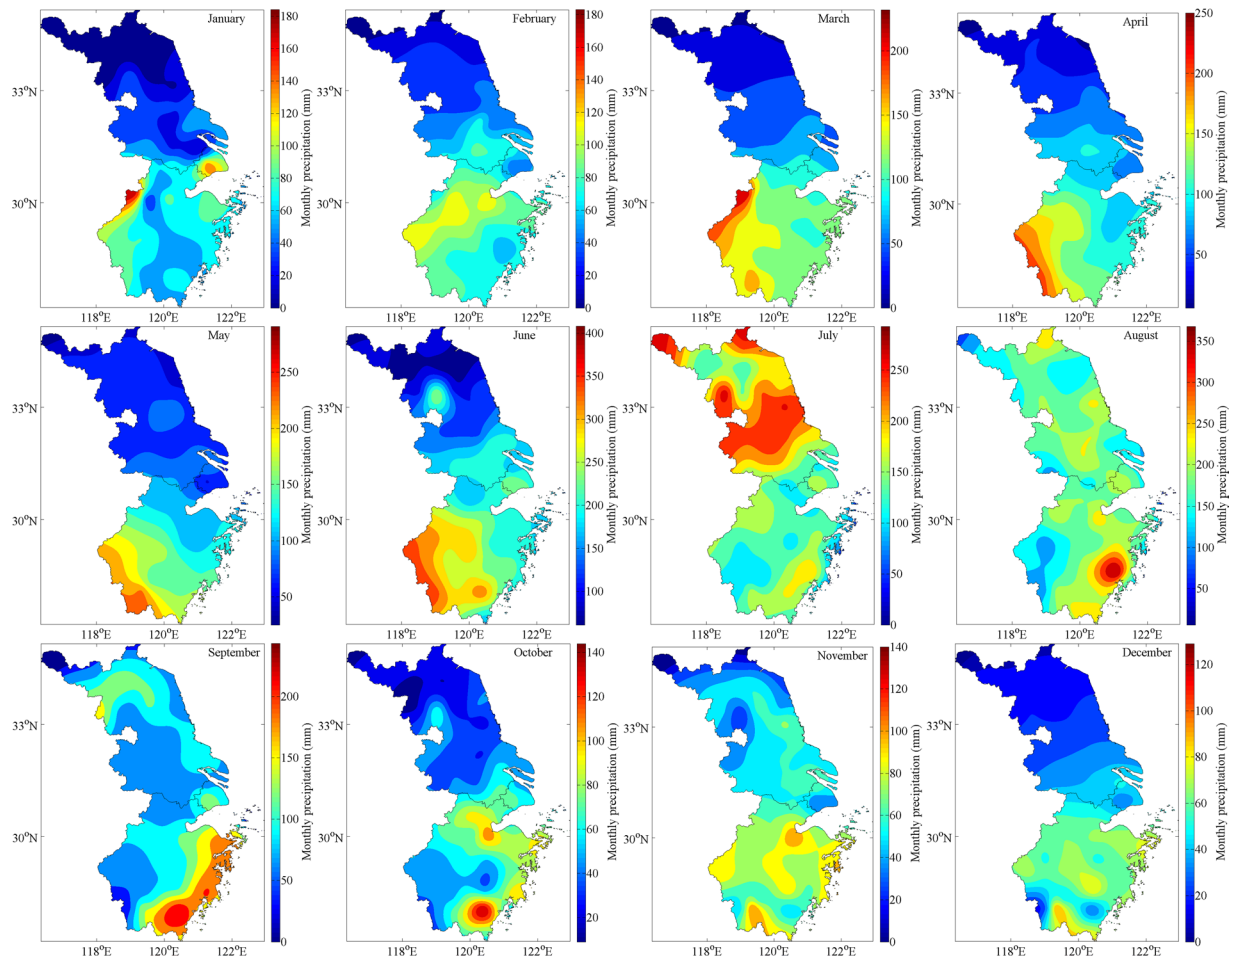 January
33°N
30°N
118°E 120°E 122°E
180
160
140
120
100
80
60
40
20
0
Monthly precipitation (mm)
February
33°N
30°N
118°E 120°E 122°E
180
160
140
120
100
80
60
40
20
0
Monthly precipitation (mm)
March
33°N
30°N
118°E 120°E 122°E
200
150
100
50
0
Monthly precipitation (mm)
April
33°N
30°N
118°E 120°E 122°E
250
200
150
100
50
Monthly precipitation (mm)
May
33°N
30°N
118°E 120°E 122°E
250
200
150
100
50
Monthly precipitation (mm)
June
33°N
30°N
118°E 120°E 122°E
400
350
300
250
200
150
100
Monthly precipitation (mm)
July
33°N
30°N
118°E 120°E 122°E
250
200
150
100
50
0
Monthly precipitation (mm)
August
33°N
30°N
118°E 120°E 122°E
350
300
250
200
150
100
50
Monthly precipitation (mm)
September
33°N
30°N
118°E 120°E 122°E
200
150
100
50
0
Monthly precipitation (mm)
October
33°N
30°N
118°E 120°E 122°E
140
120
100
80
60
40
20
Monthly precipitation (mm)
November
33°N
30°N
118°E 120°E 122°E
140
120
100
80
60
40
20
0
Monthly precipitation (mm)
December
33°N
30°N
118°E 120°E 122°E
120
100
80
60
40
20
0
Monthly precipitation (mm)